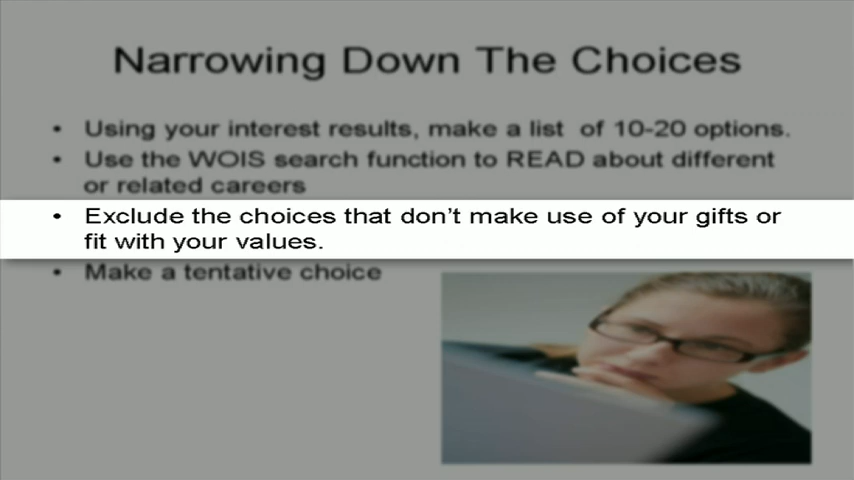 Narrowing Down The Choices
• Using your interest results, make a list of 10-20 options.
• Use the WOIS search function to READ about different
or related careers
• Exclude the choices that don't make use of your gifts or
fit with your values.
• Make a tentative choice